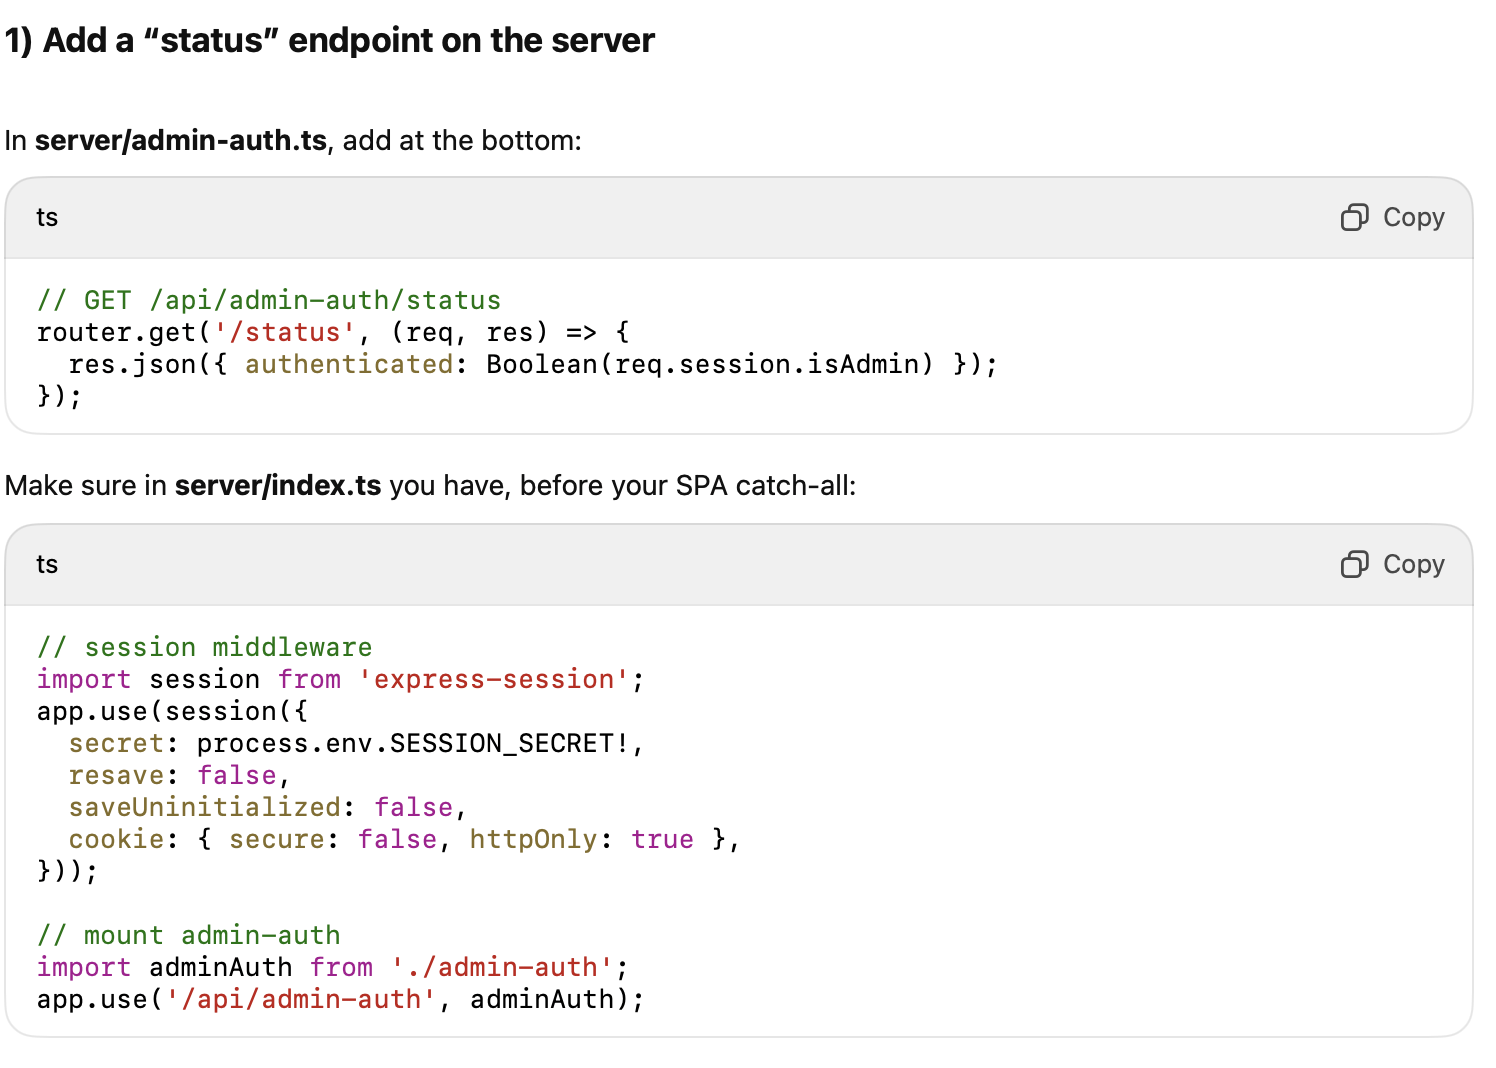 1) Add a “status” endpoint on the server
In server/admin-auth.ts, add at the bottom:
ts
Copy
// GET /api/admin-auth/status
router.get('/status', (req, res) => {
  res.json({ authenticated: Boolean(req.session.isAdmin) });
});
Make sure in server/index.ts you have, before your SPA catch-all:
ts
Copy
// session middleware
import session from 'express-session';
app.use(session({
  secret: process.env.SESSION_SECRET!,
  resave: false,
  saveUninitialized: false,
  cookie: { secure: false, httpOnly: true },
}));
// mount admin-auth
import adminAuth from './admin-auth';
app.use('/api/admin-auth', adminAuth);